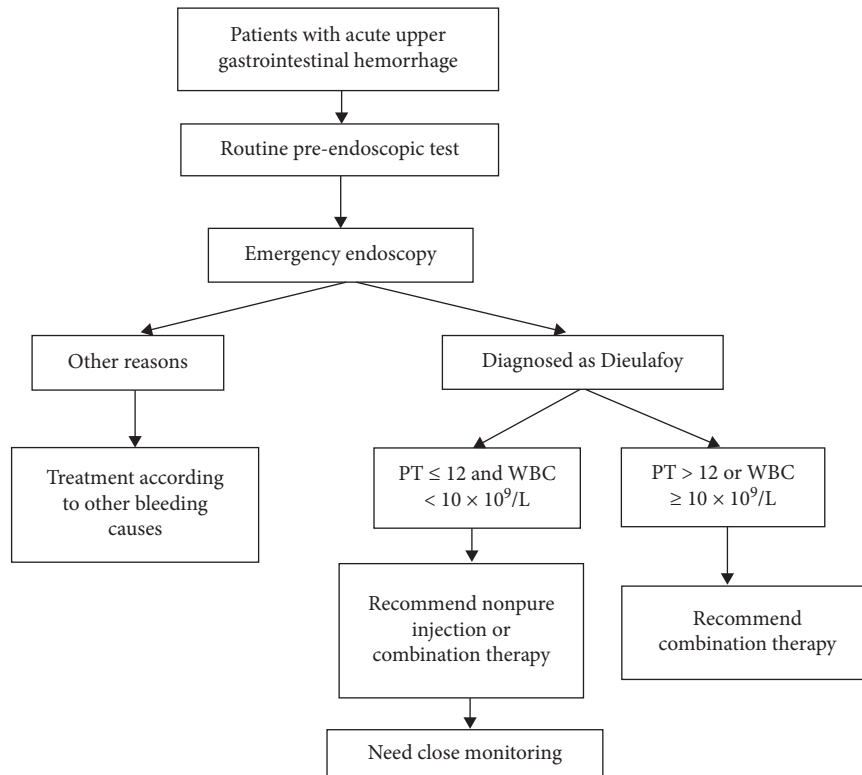 Patients with acute upper
gastrointestinal hemorrhage
Routine pre-endoscopic test
Emergency endoscopy
Other reasons
Diagnosed as Dieulafoy
Treatment according
to other bleeding
causes
PT ≤ 12 and WBC
< 10 × 10⁹/L
PT > 12 or WBC
≥ 10 × 10⁹/L
Recommend nonpure
injection or
combination therapy
Recommend
combination therapy
Need close monitoring